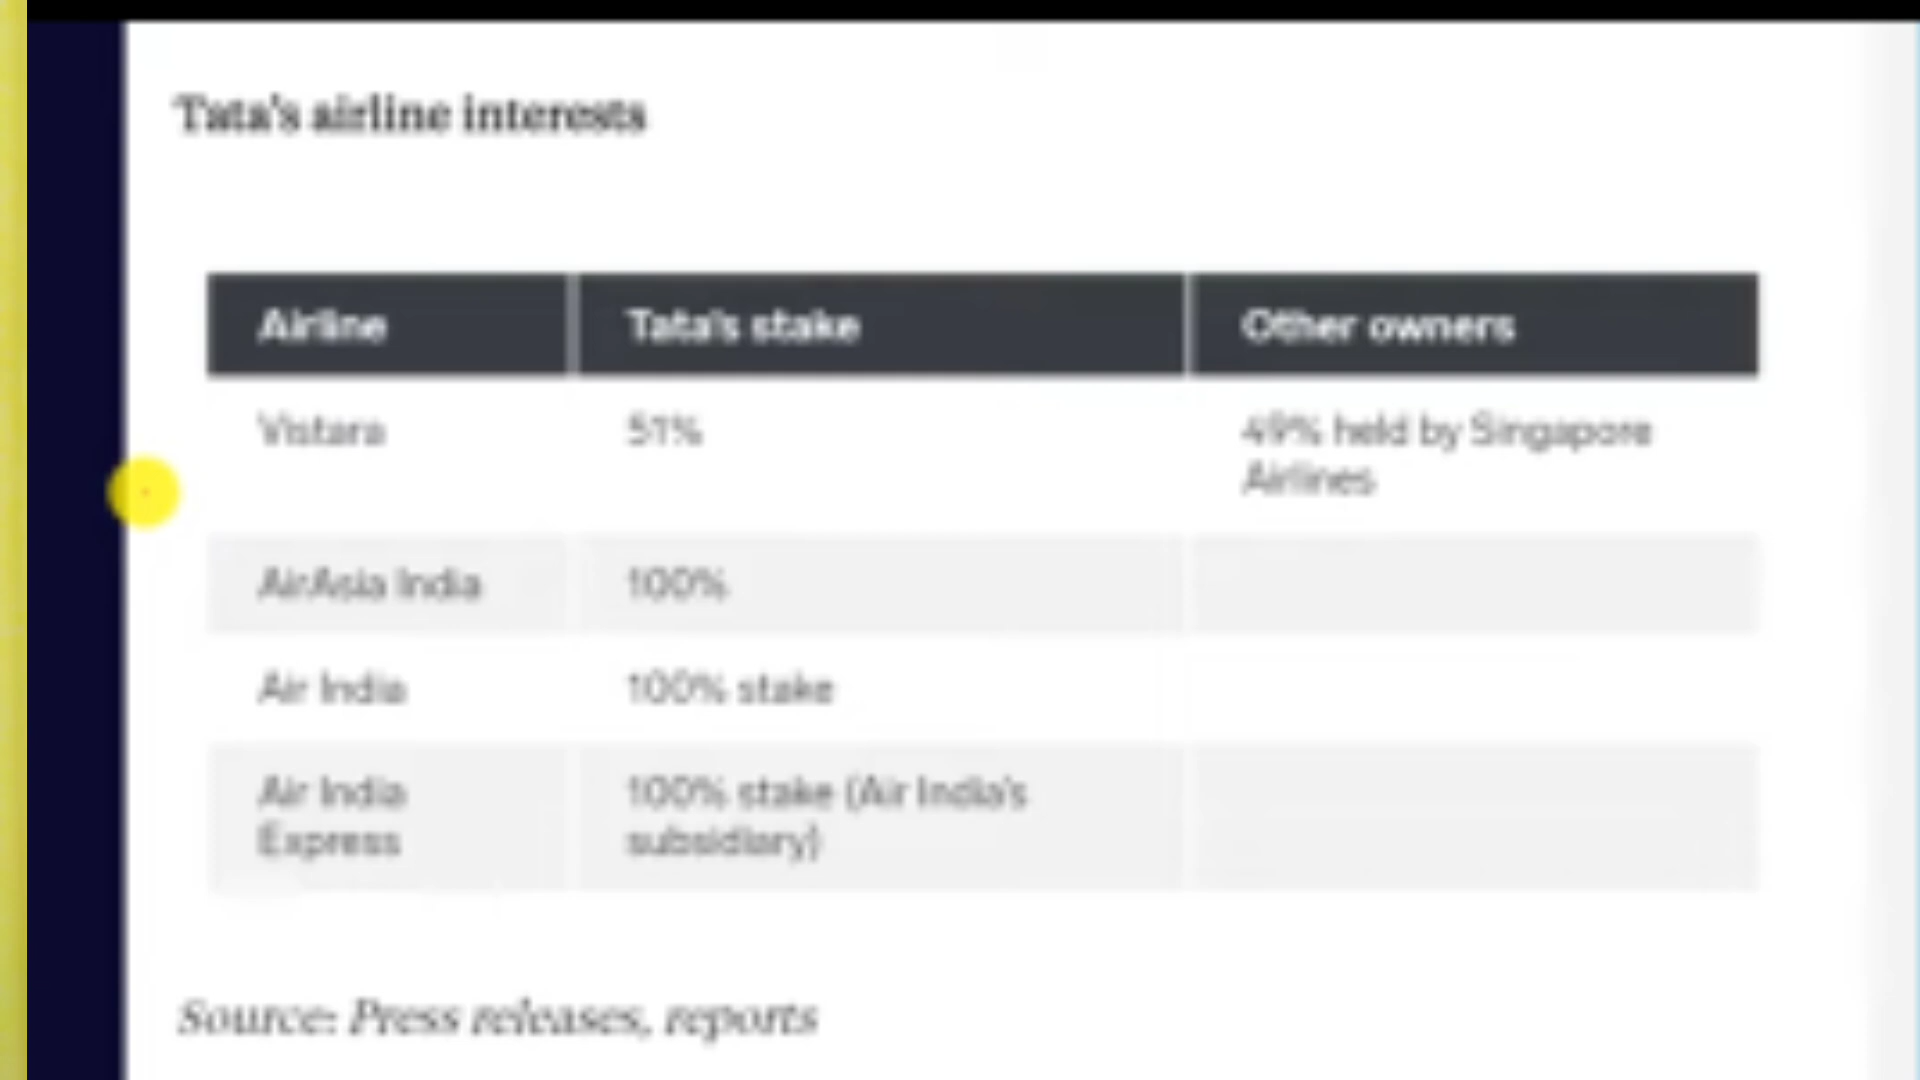 Tata's airline interests
Airline Tata's stake Other owners
Vistara 51% 49% held by Singapore
Airlines
AirAsia India 100%
Air India 100% stake
Air India 100% stake (Air India's
Express subsidiary)
Source: Press releases, reports